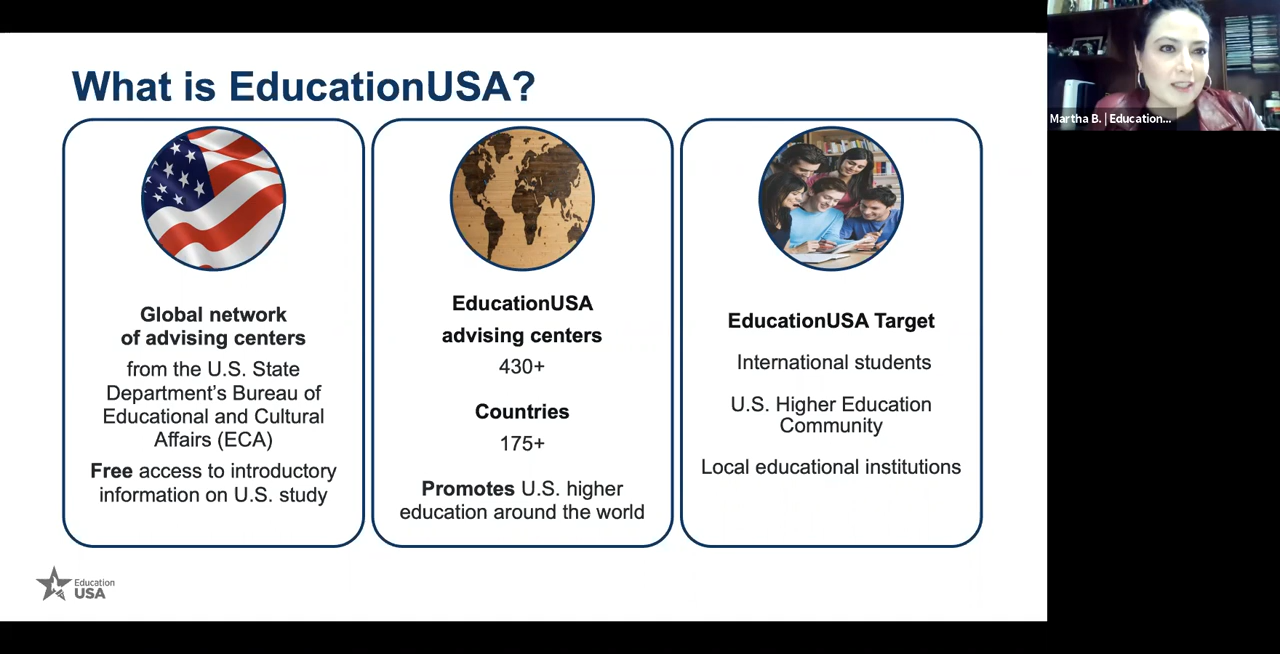 What is EducationUSA?
Global network
of advising centers
from the U.S. State
Department's Bureau of
Educational and Cultural
Affairs (ECA)
Free access to introductory
information on U.S. study
EducationUSA
advising centers
430+
Countries
175+
Promotes U.S. higher
education around the world
EducationUSA Target
International students
U.S. Higher Education
Community
Local educational institutions
Education
USA
Martha B. | Education...